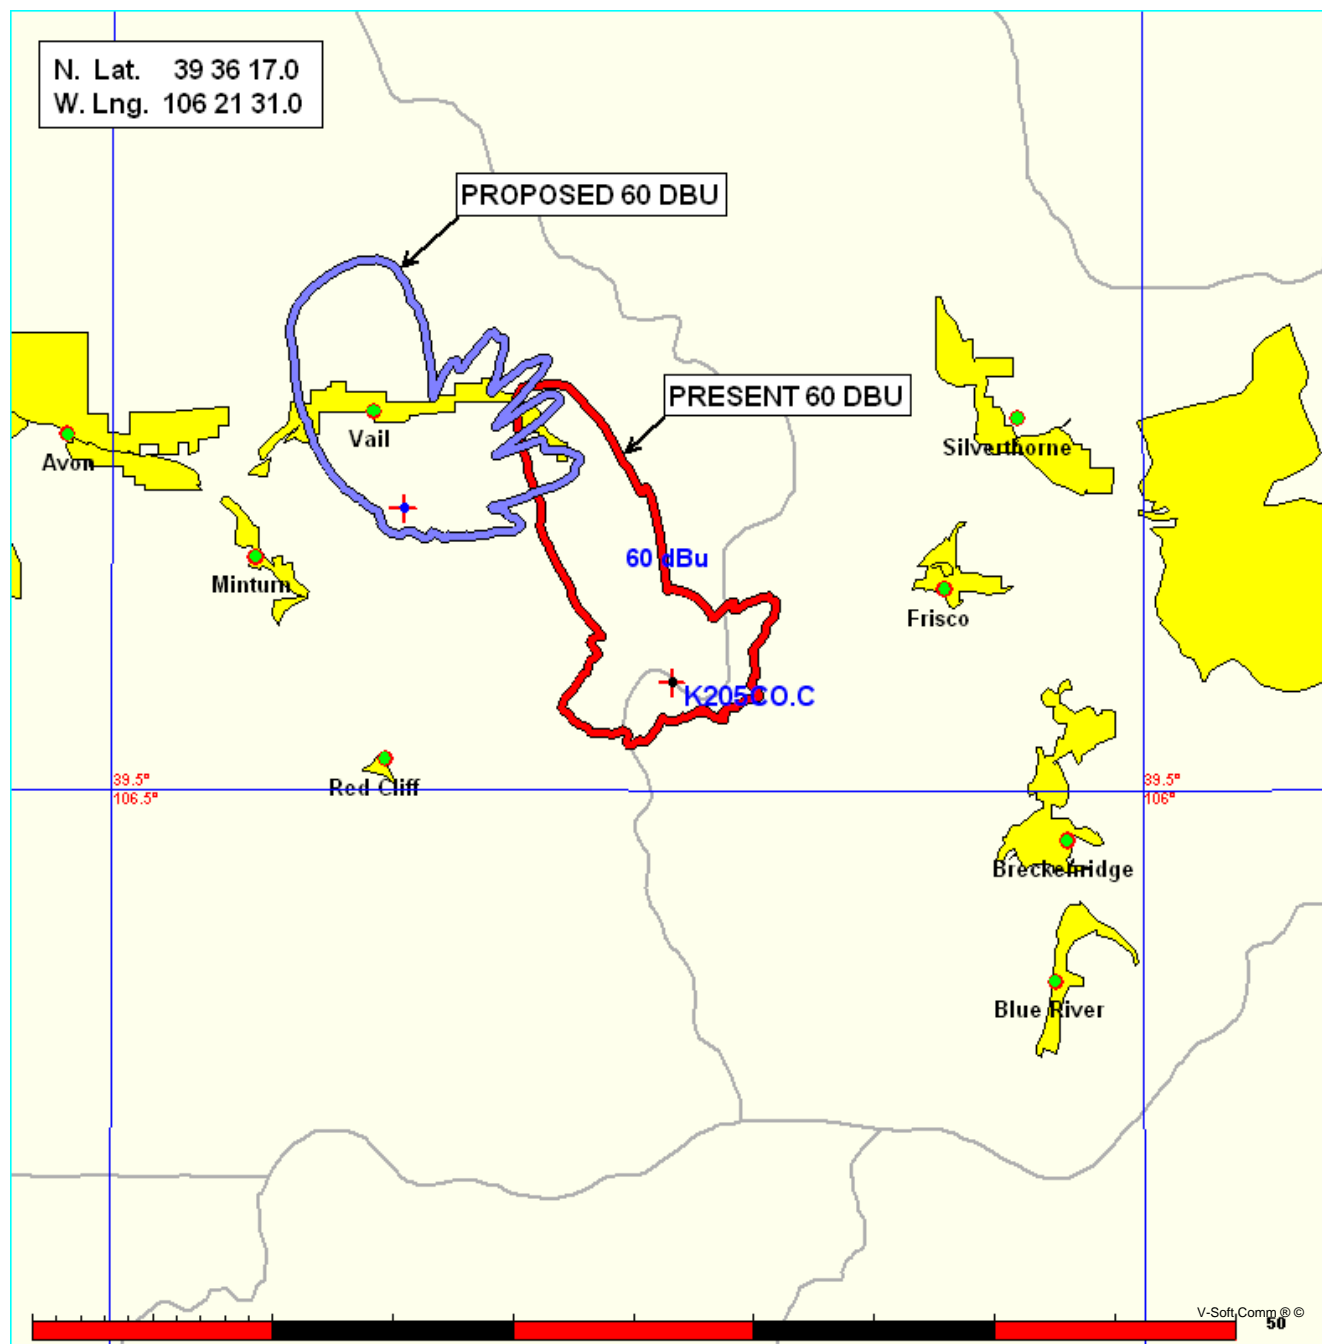 N. Lat. 39 36 17.0
W. Lng. 106 21 31.0
PROPOSED 60 DBU
PRESENT 60 DBU
Vail
Avon
Silverthorne
60 dBu
Minturn
Frisco
K205CO.C
Red Cliff
39.5°
106.5°
39.5°
106°
Breckenridge
Blue River
V-Soft Comm ® ©
50